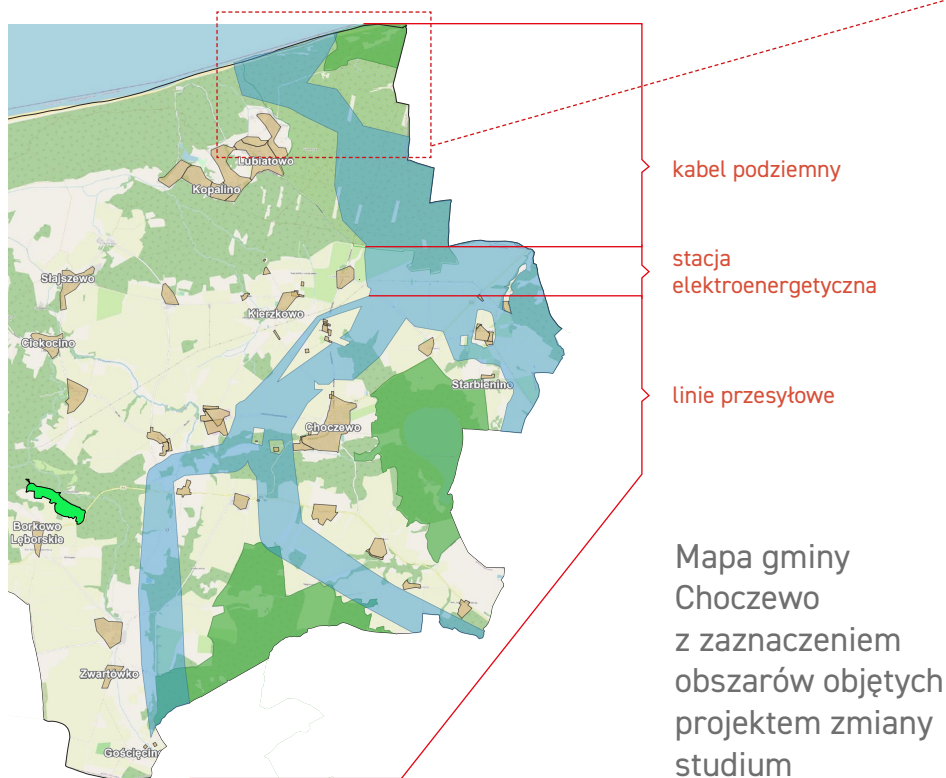 Lubiatowo
Kopalino
kabel podziemny
Słajszewo
stacja
elektroenergetyczna
Kierzkowo
Ciekocino
Starbienino
linie przesyłowe
Choczewo
Borkowo
Lęborskie
Mapa gminy
Choczewo
z zaznaczeniem
obszarów objętych
projektem zmiany
studium
Zwartówko
Gościęcin